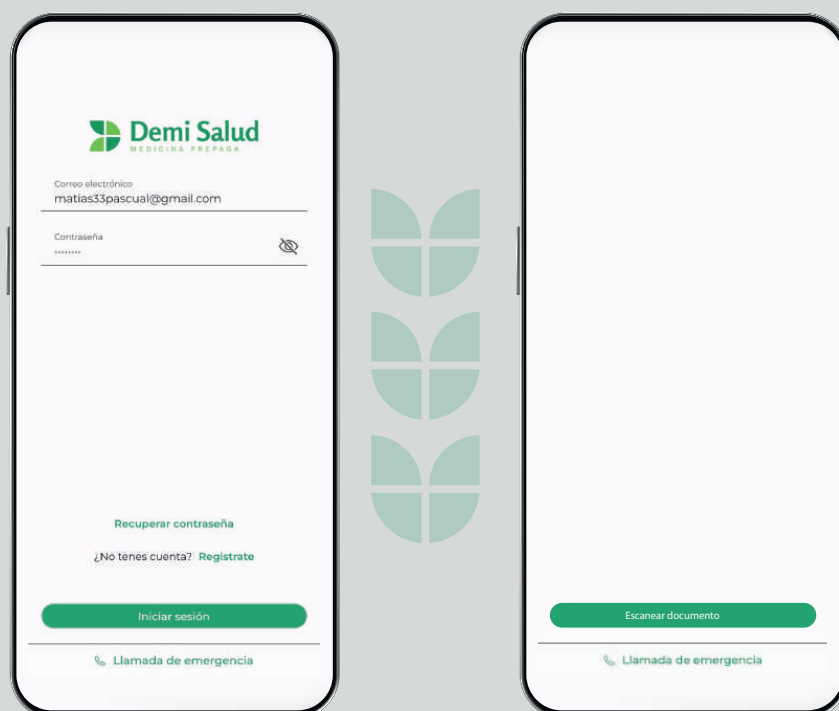 Demi Salud
MEDICINA PREPAGA
Correo electrónico
matias33pascual@gmail.com
Contraseña
········
Recuperar contraseña
¿No tenés cuenta? Registrate
Iniciar sesión
Llamada de emergencia
Escanear documento
Llamada de emergencia